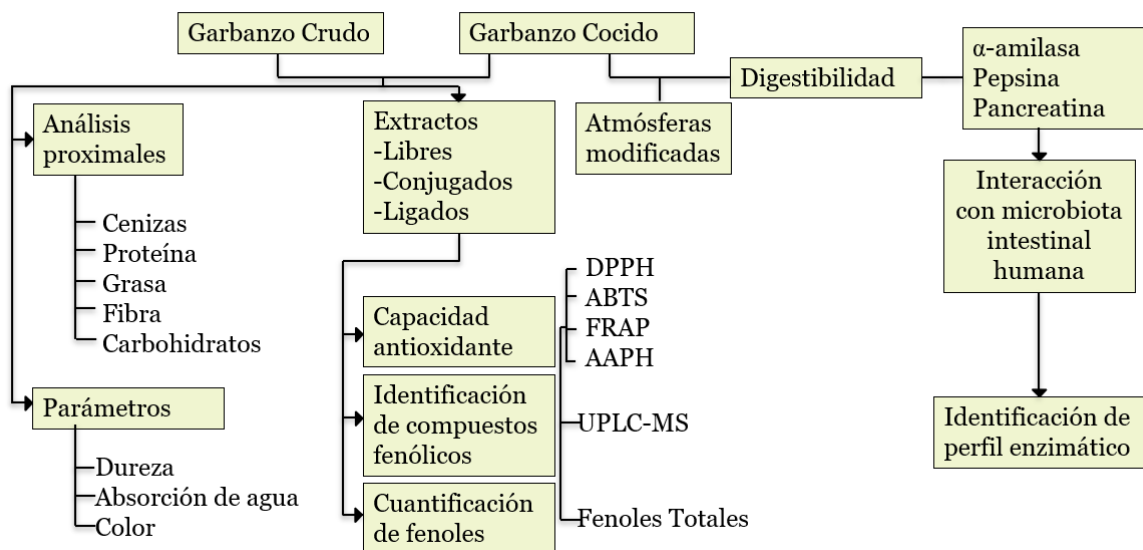 Garbanzo Crudo
Garbanzo Cocido
α-amilasa
Pepsina
Pancreatina
Digestibilidad
Análisis
proximales
Extractos
-Libres
-Conjugados
-Ligados
Atmósferas
modificadas
Interacción
con microbiota
intestinal
humana
Cenizas
Proteína
Grasa
Fibra
Carbohidratos
DPPH
ABTS
FRAP
AAPH
Capacidad
antioxidante
Parámetros
Identificación
de compuestos
fenólicos
UPLC-MS
Identificación de
perfil enzimático
Dureza
Absorción de agua
Color
Cuantificación
de fenoles
Fenoles Totales